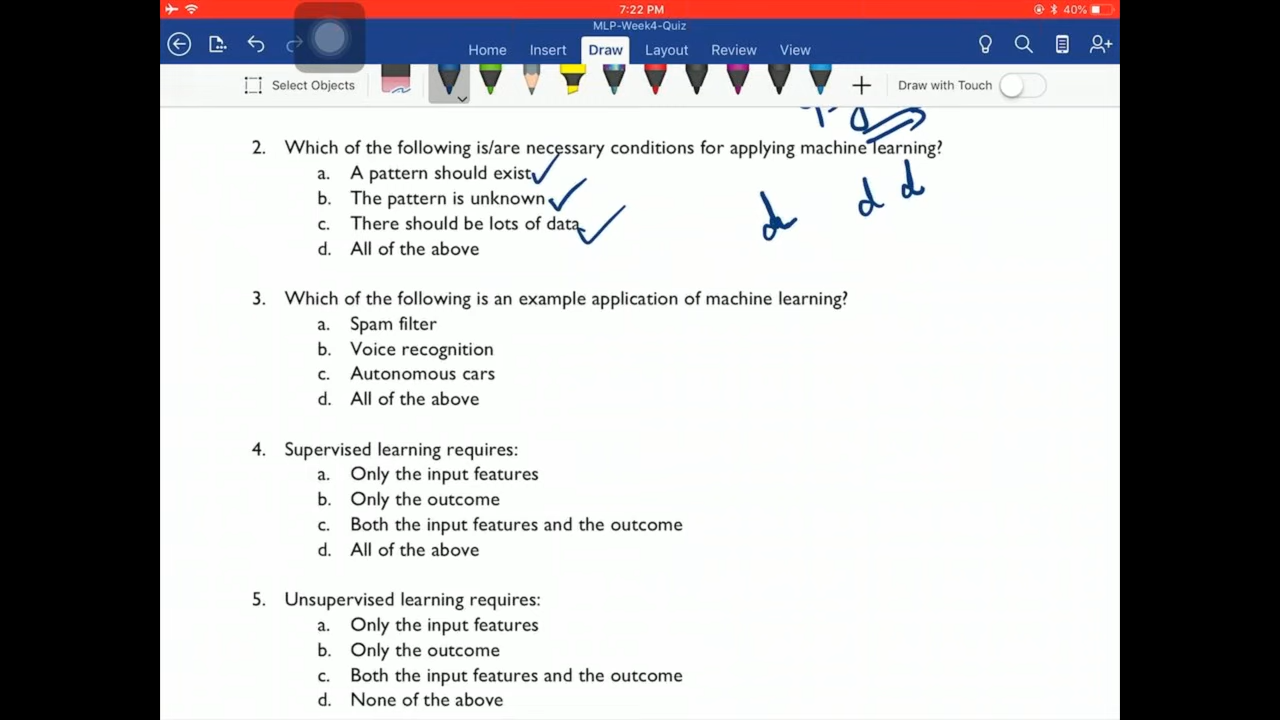 7:22 PM
40%
MLP-Week4-Quiz
Home Insert Draw Layout Review View
Select Objects
Draw with Touch
2. Which of the following is/are necessary conditions for applying machine learning?
a. A pattern should exist
b. The pattern is unknown
c. There should be lots of data
d. All of the above
d d d
3. Which of the following is an example application of machine learning?
a. Spam filter
b. Voice recognition
c. Autonomous cars
d. All of the above
4. Supervised learning requires:
a. Only the input features
b. Only the outcome
c. Both the input features and the outcome
d. All of the above
5. Unsupervised learning requires:
a. Only the input features
b. Only the outcome
c. Both the input features and the outcome
d. None of the above